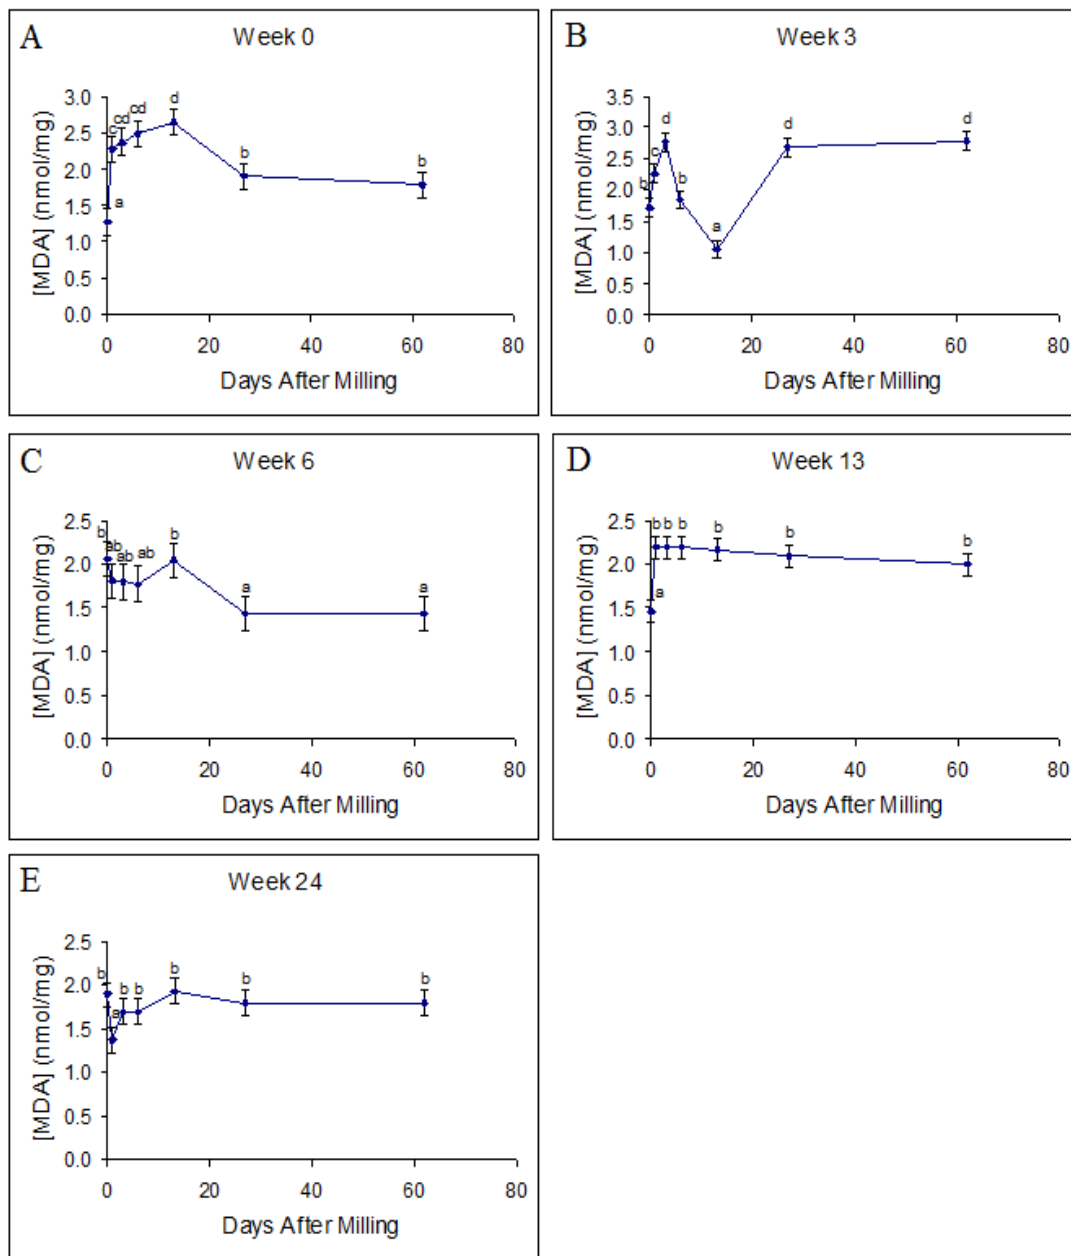 A
Week 0
[MDA] (nmol/mg)
3.0
2.5
2.0
1.5
1.0
0.5
0.0
a
c
cd
cd
d
b
b
0
20
40
60
80
Days After Milling
B
Week 3
[MDA] (nmol/mg)
3.5
3.0
2.5
2.0
1.5
1.0
0.5
0.0
b
c
d
b
a
d
d
0
20
40
60
80
Days After Milling
C
Week 6
[MDA] (nmol/mg)
2.5
2.0
1.5
1.0
0.5
0.0
b
ab
ab
ab
b
a
a
0
20
40
60
80
Days After Milling
D
Week 13
[MDA] (nmol/mg)
2.5
2.0
1.5
1.0
0.5
0.0
a
b
b
b
b
b
b
0
20
40
60
80
Days After Milling
E
Week 24
[MDA] (nmol/mg)
2.5
2.0
1.5
1.0
0.5
0.0
b
a
b
b
b
b
b
0
20
40
60
80
Days After Milling